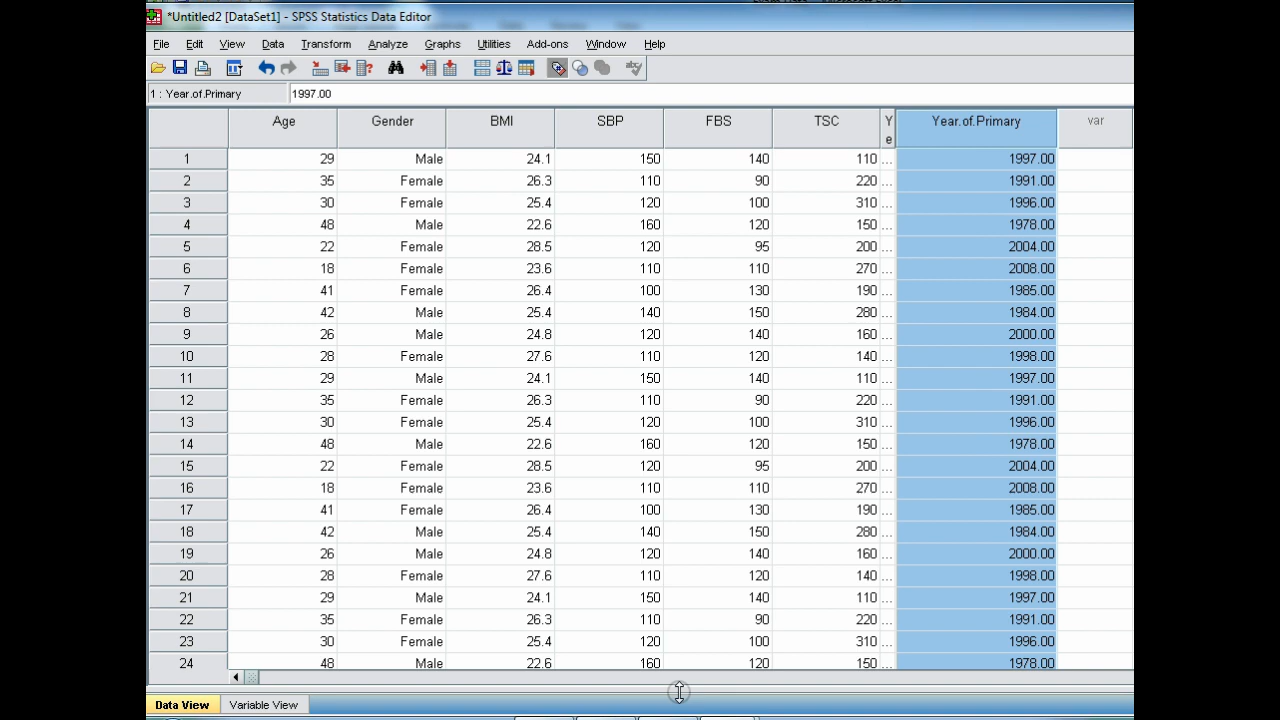 *Untitled2 [DataSet1] - SPSS Statistics Data Editor
File Edit View Data Transform Analyze Graphs Utilities Add-ons Window Help
1 : Year.of.Primary 1997.00
Age Gender BMI SBP FBS TSC Ye Year.of.Primary var
1 29 Male 24.1 150 140 110 ... 1997.00
2 35 Female 26.3 110 90 220 ... 1991.00
3 30 Female 25.4 120 100 310 ... 1996.00
4 48 Male 22.6 160 120 150 ... 1978.00
5 22 Female 28.5 120 95 200 ... 2004.00
6 18 Female 23.6 110 110 270 ... 2008.00
7 41 Female 26.4 100 130 190 ... 1985.00
8 42 Male 25.4 140 150 280 ... 1984.00
9 26 Male 24.8 120 140 160 ... 2000.00
10 28 Female 27.6 110 120 140 ... 1998.00
11 29 Male 24.1 150 140 110 ... 1997.00
12 35 Female 26.3 110 90 220 ... 1991.00
13 30 Female 25.4 120 100 310 ... 1996.00
14 48 Male 22.6 160 120 150 ... 1978.00
15 22 Female 28.5 120 95 200 ... 2004.00
16 18 Female 23.6 110 110 270 ... 2008.00
17 41 Female 26.4 100 130 190 ... 1985.00
18 42 Male 25.4 140 150 280 ... 1984.00
19 26 Male 24.8 120 140 160 ... 2000.00
20 28 Female 27.6 110 120 140 ... 1998.00
21 29 Male 24.1 150 140 110 ... 1997.00
22 35 Female 26.3 110 90 220 ... 1991.00
23 30 Female 25.4 120 100 310 ... 1996.00
24 48 Male 22.6 160 120 150 ... 1978.00
Data View Variable View